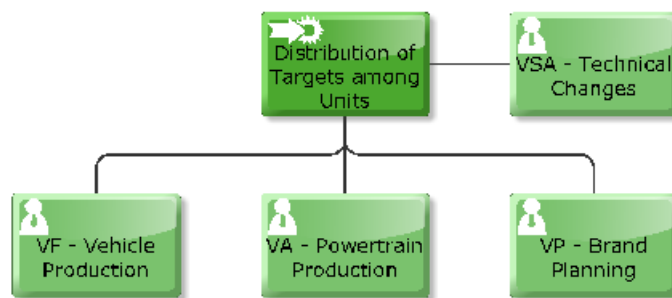 Distribution of
Targets among
Units
VSA - Technical
Changes
VF - Vehicle
Production
VA - Powertrain
Production
VP - Brand
Planning